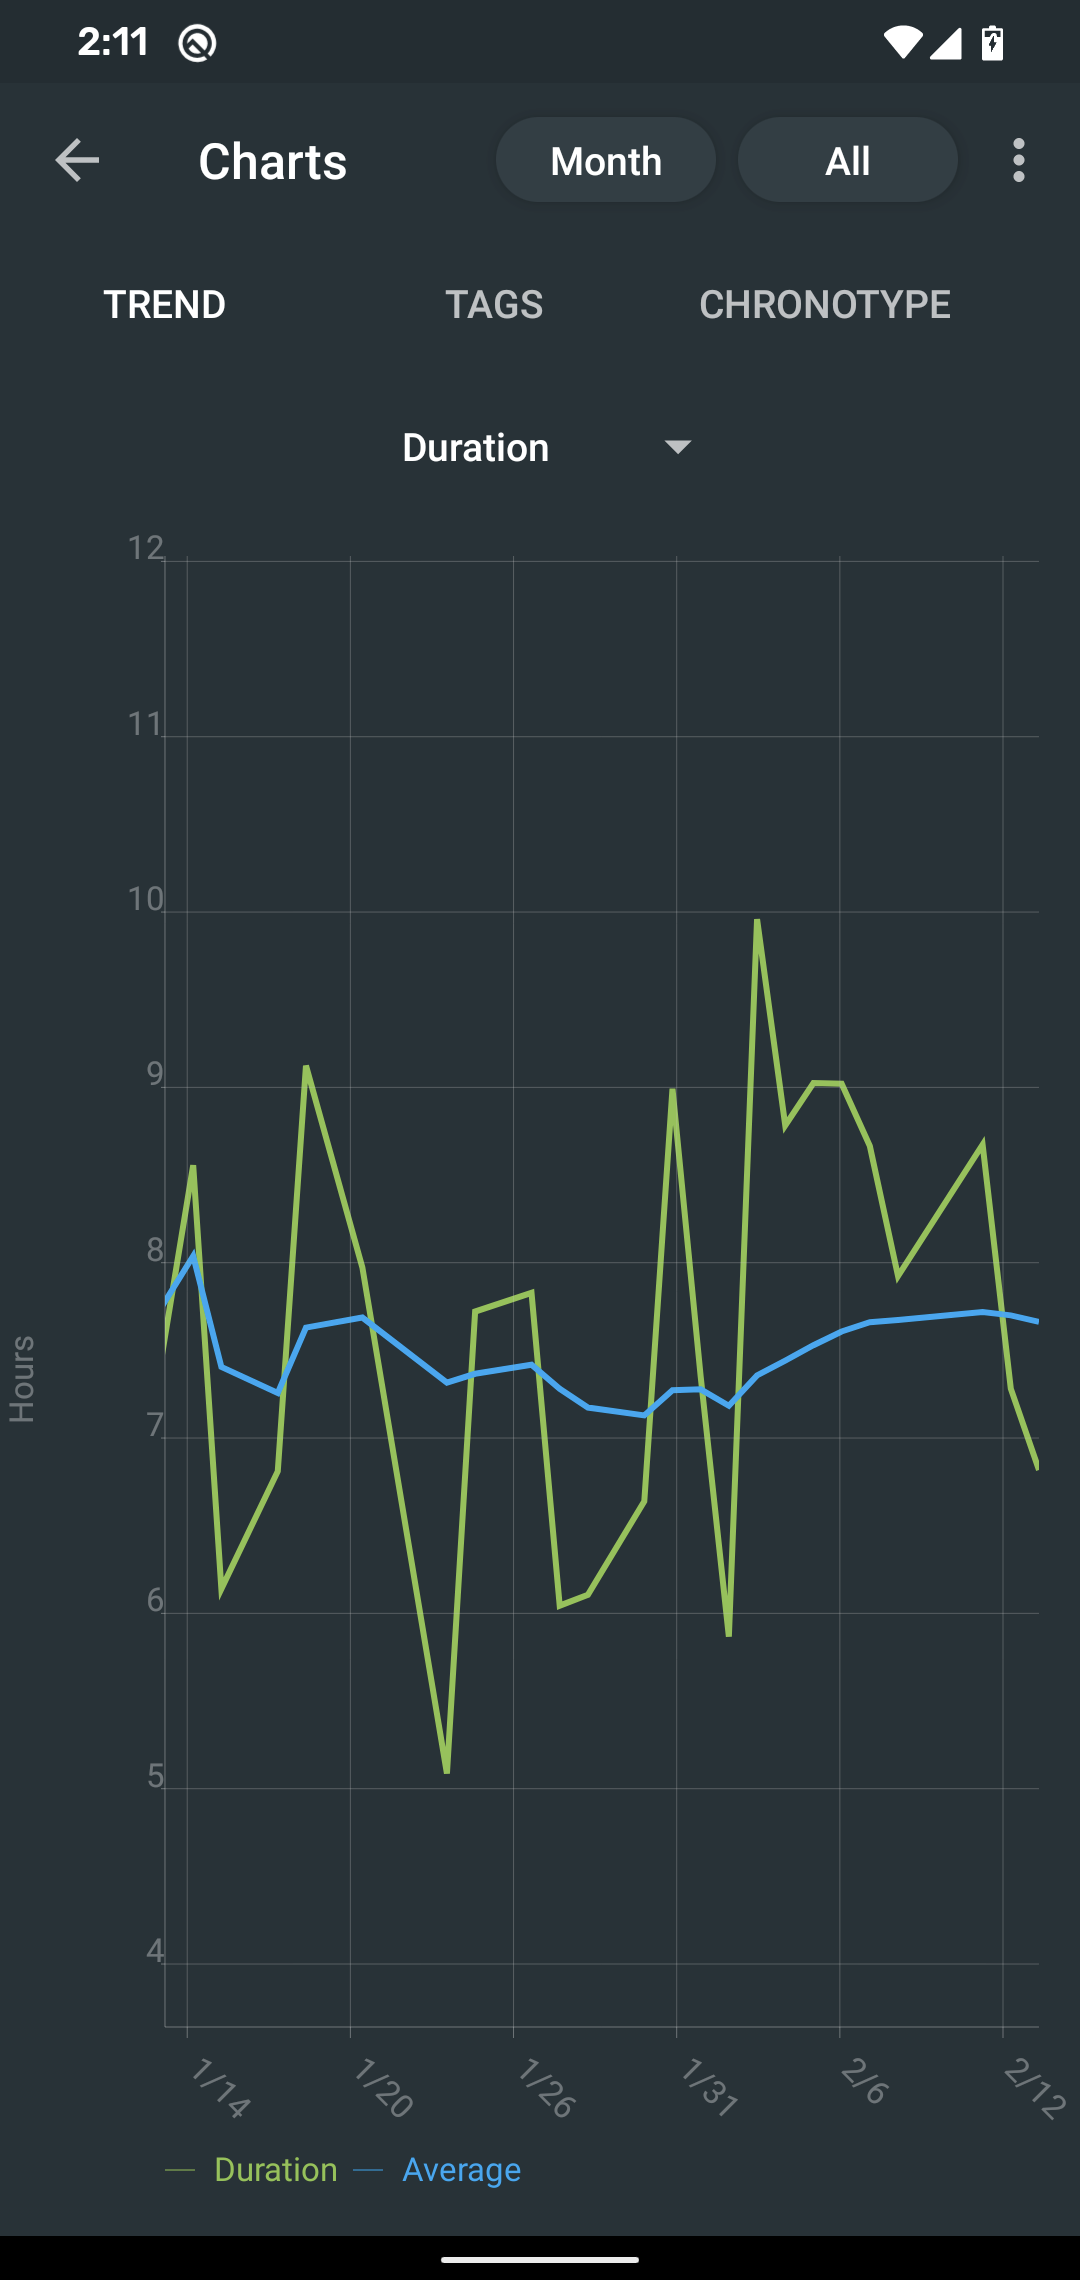 2:11
Charts Month All
TREND TAGS CHRONOTYPE
Duration
12
11
10
9
8
7
6
5
4
Hours
1/14 1/20 1/26 1/31 2/6 2/12
Duration Average